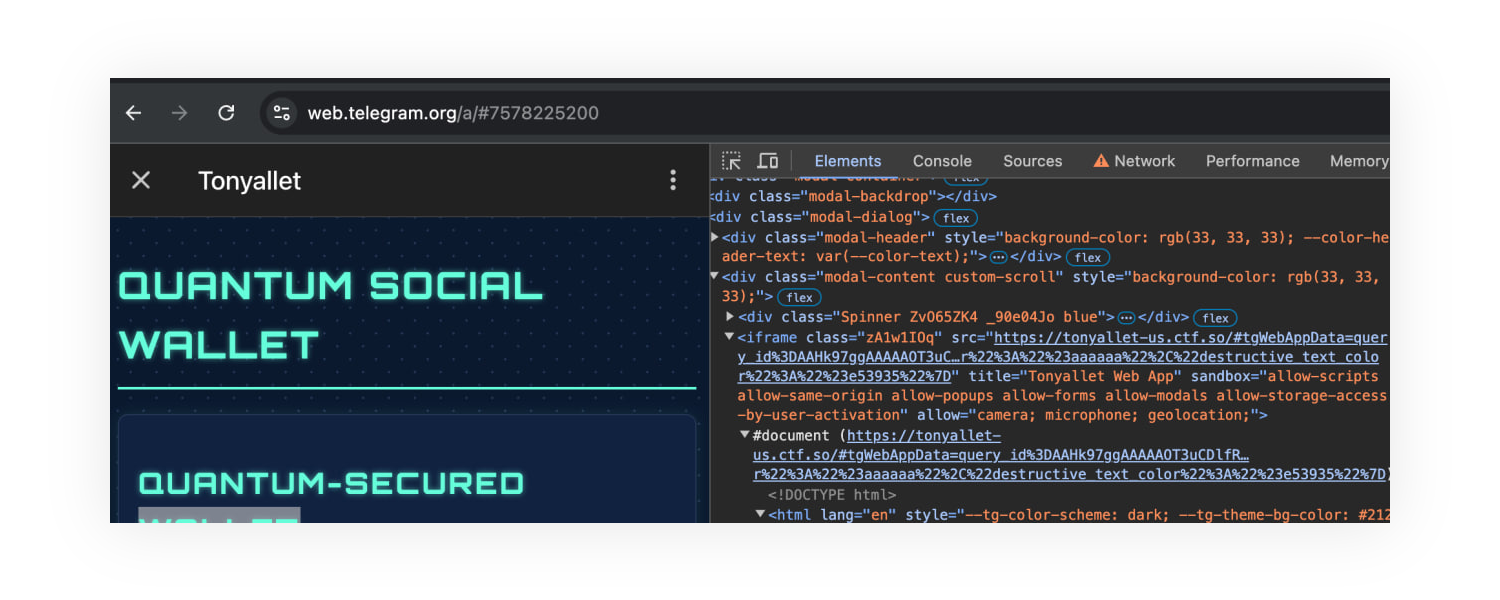 web.telegram.org/a/#7578225200
Tonyallet
QUANTUM SOCIAL
WALLET
QUANTUM-SECURED
WALLET
Elements Console Sources Network Performance Memory
<div class="modal-backdrop"></div>
<div class="modal-dialog"> flex
<div class="modal-header" style="background-color: rgb(33, 33, 33); --color-he
ader-text: var(--color-text);"> ⋯ </div> flex
<div class="modal-content custom-scroll" style="background-color: rgb(33, 33,
33);"> flex
<div class="Spinner ZvO65ZK4 _90e04Jo blue"> ⋯ </div> flex
<iframe class="zA1w1IOq" src="https://tonyallet-us.ctf.so/#tgWebAppData=quer
y_id%3DAAHk97ggAAAAAOT3uC…r%22%3A%22%23aaaaaa%22%2C%22destructive_text_colo
r%22%3A%22%23e53935%22%7D" title="Tonyallet Web App" sandbox="allow-scripts
allow-same-origin allow-popups allow-forms allow-modals allow-storage-access
-by-user-activation" allow="camera; microphone; geolocation;">
#document (https://tonyallet-
us.ctf.so/#tgWebAppData=query_id%3DAAHk97ggAAAAAOT3uCDlfR…
r%22%3A%22%23aaaaaa%22%2C%22destructive_text_color%22%3A%22%23e53935%22%7D)
<!DOCTYPE html>
<html lang="en" style="--tg-color-scheme: dark; --tg-theme-bg-color: #212